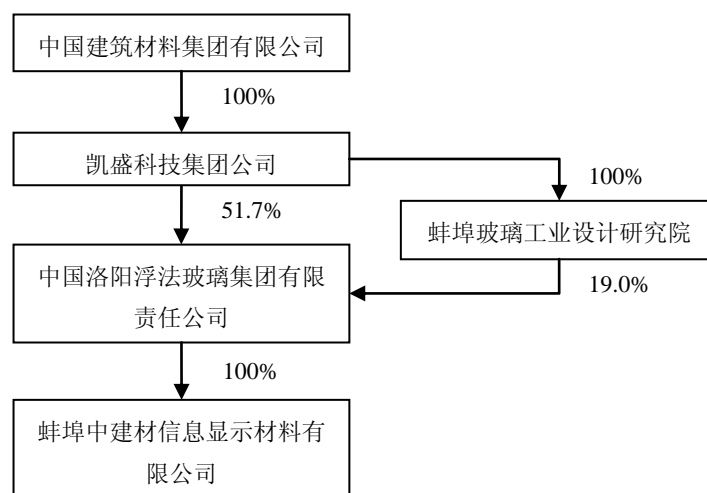 中国建筑材料集团有限公司
100%
凯盛科技集团公司
100%
51.7%
蚌埠玻璃工业设计研究院
中国洛阳浮法玻璃集团有限
责任公司
19.0%
100%
蚌埠中建材信息显示材料有
限公司